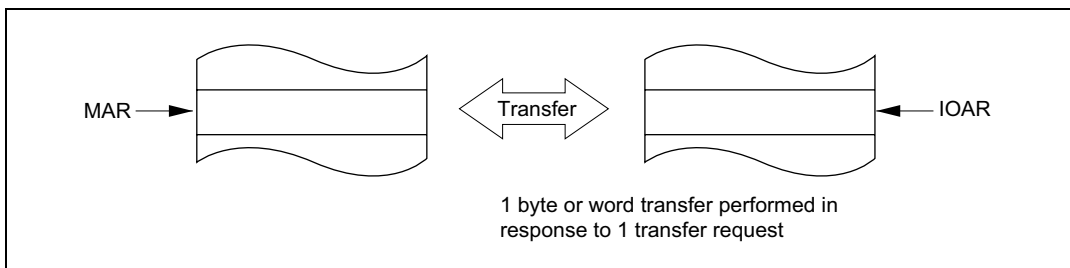 MAR
Transfer
IOAR
1 byte or word transfer performed in
response to 1 transfer request